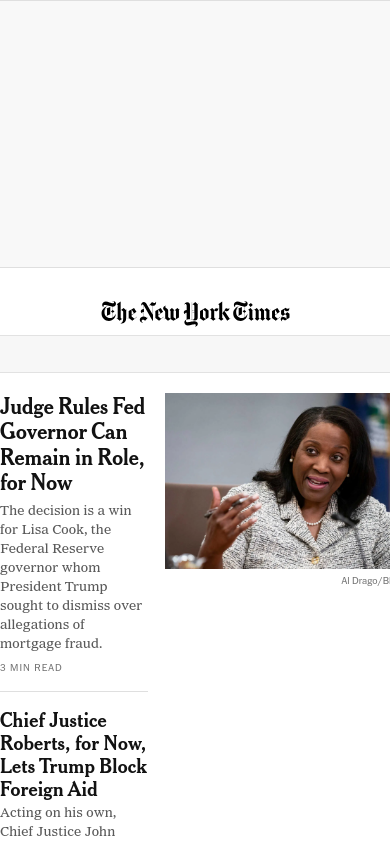 The New York Times
Judge Rules Fed
Governor Can
Remain in Role,
for Now
The decision is a win
for Lisa Cook, the
Federal Reserve
governor whom
President Trump
sought to dismiss over
allegations of
mortgage fraud.
3 MIN READ
Al Drago/Bl
Chief Justice
Roberts, for Now,
Lets Trump Block
Foreign Aid
Acting on his own,
Chief Justice John